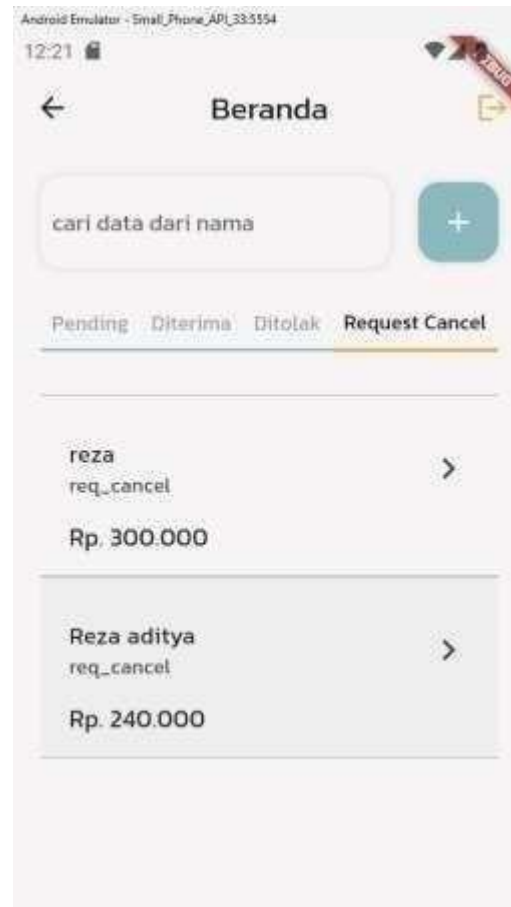 Android Emulator - Small_Phone_API_33:5554
12:21
Beranda
cari data dari nama
+
Pending Diterima Ditolak Request Cancel
reza
req_cancel
Rp. 300.000
Reza aditya
req_cancel
Rp. 240.000